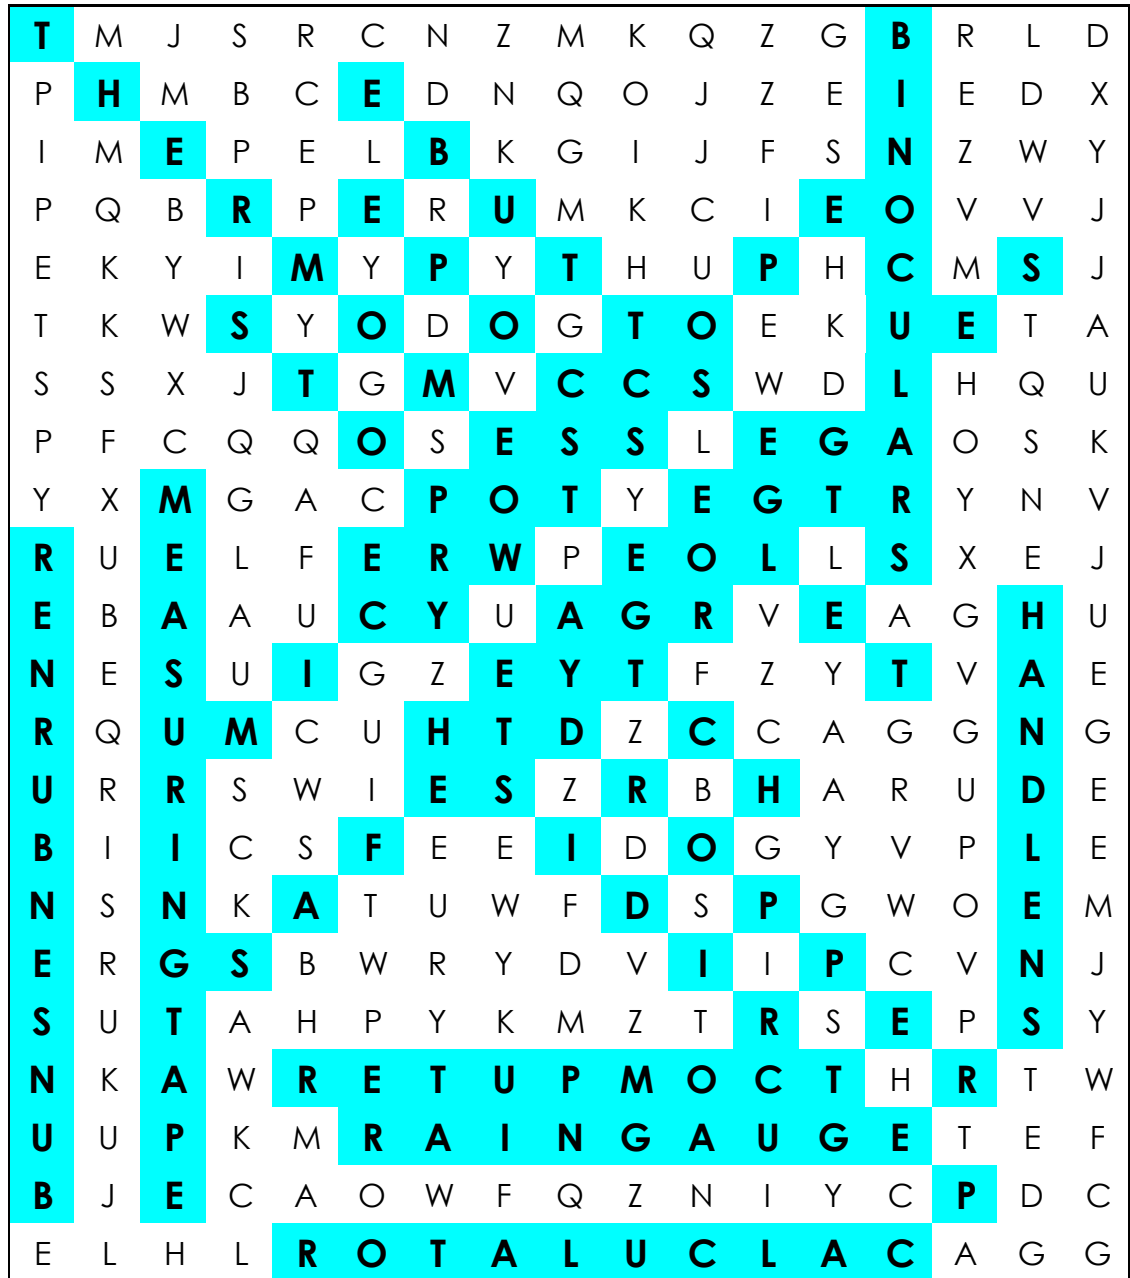 T M J S R C N Z M K Q Z G B R L D
P H M B C E D N Q O J Z E I E D X
I M E P E L B K G I J F S N Z W Y
P Q B R P E R U M K C I E O V V J
E K Y I M Y P Y T H U P H C M S J
T K W S Y O D O G T O E K U E T A
S S X J T G M V C C S W D L H Q U
P F C Q Q O S E S S L E G A O S K
Y X M G A C P O T Y E G T R Y N V
R U E L F E R W P E O L L S X E J
E B A A U C Y U A G R V E A G H U
N E S U I G Z E Y T F Z Y T V A E
R Q U M C U H T D Z C C A G G N G
U R R S W I E S Z R B H A R U D E
B I I C S F E E I D O G Y V P L E
N S N K A T U W F D S P G W O E M
E R G S B W R Y D V I I P C V N J
S U T A H P Y K M Z T R S E P S Y
N K A W R E T U P M O C T H R T W
U U P K M R A I N G A U G E T E F
B J E C A O W F Q Z N I Y C P D C
E L H L R O T A L U C L A C A G G